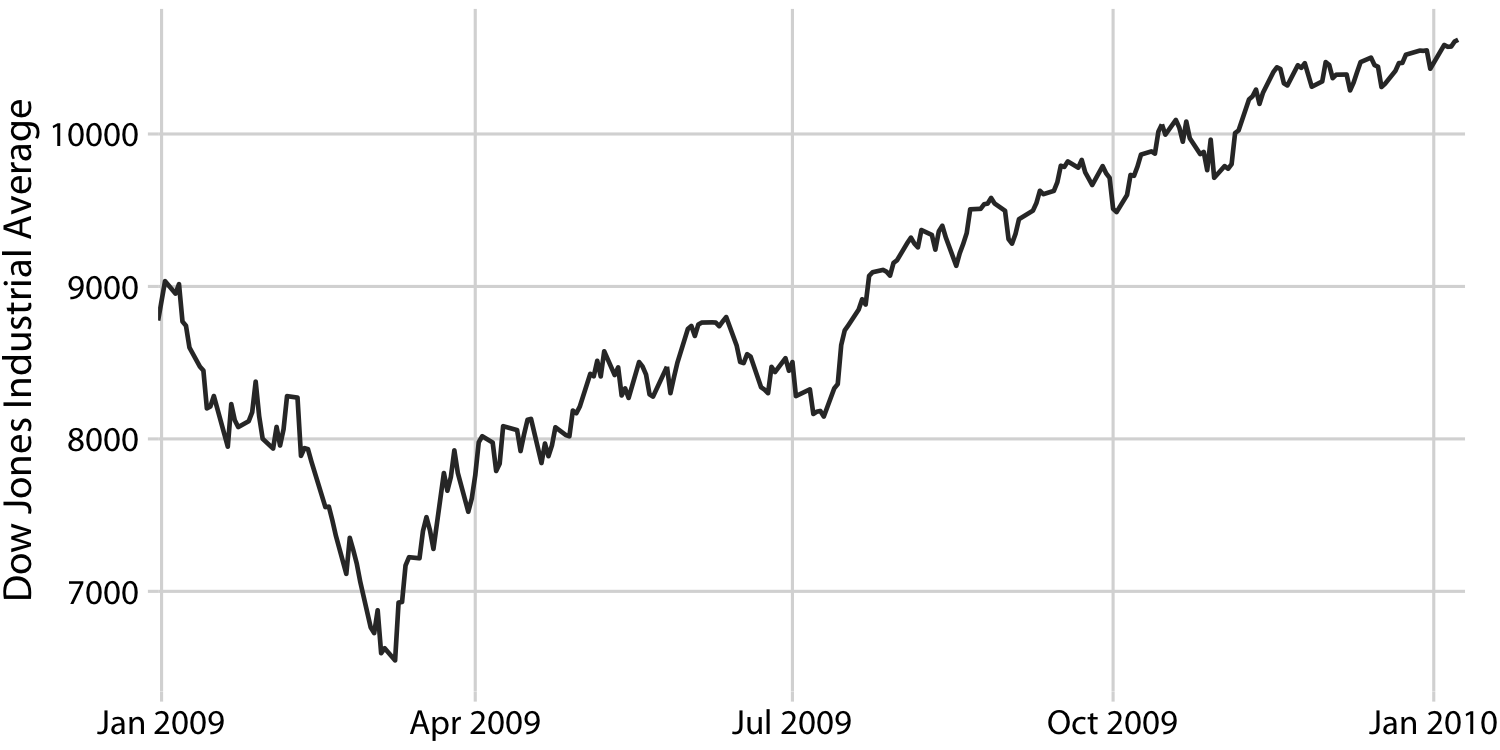 Dow Jones Industrial Average
10000
9000
8000
7000
Jan 2009
Apr 2009
Jul 2009
Oct 2009
Jan 2010